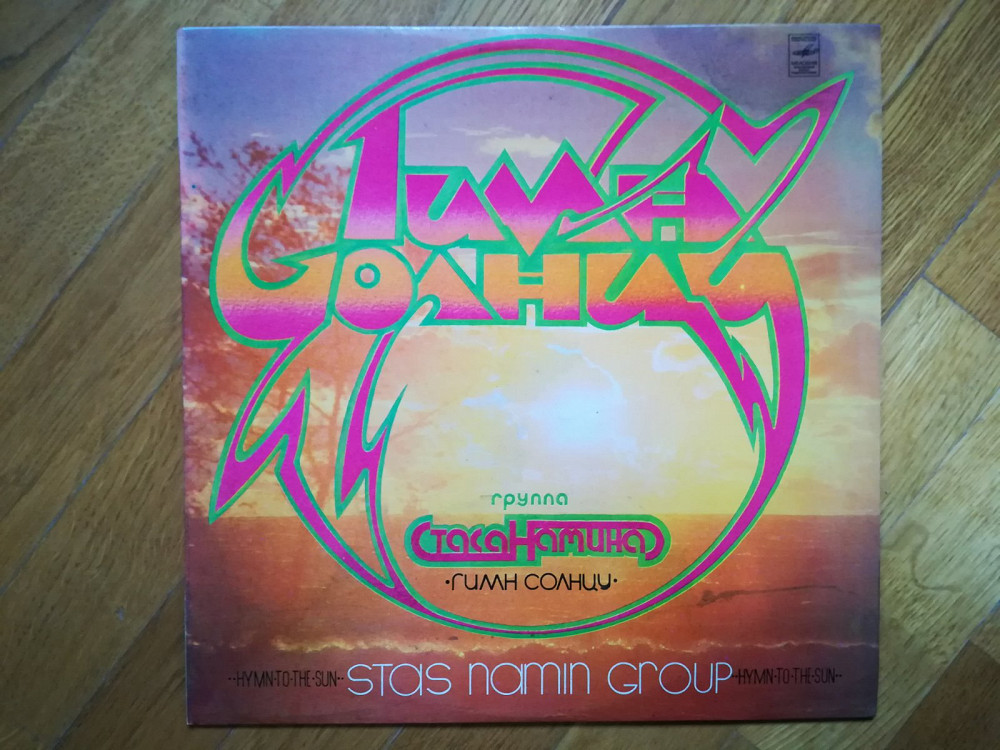 Гимн
Солнцу
группа
Стаса Намина
·ГИМН СОЛНЦУ·
··HYMN·TO·THE·SUN·· STAS NAMIN GROUP ·HYMN·TO·THE·SUN··